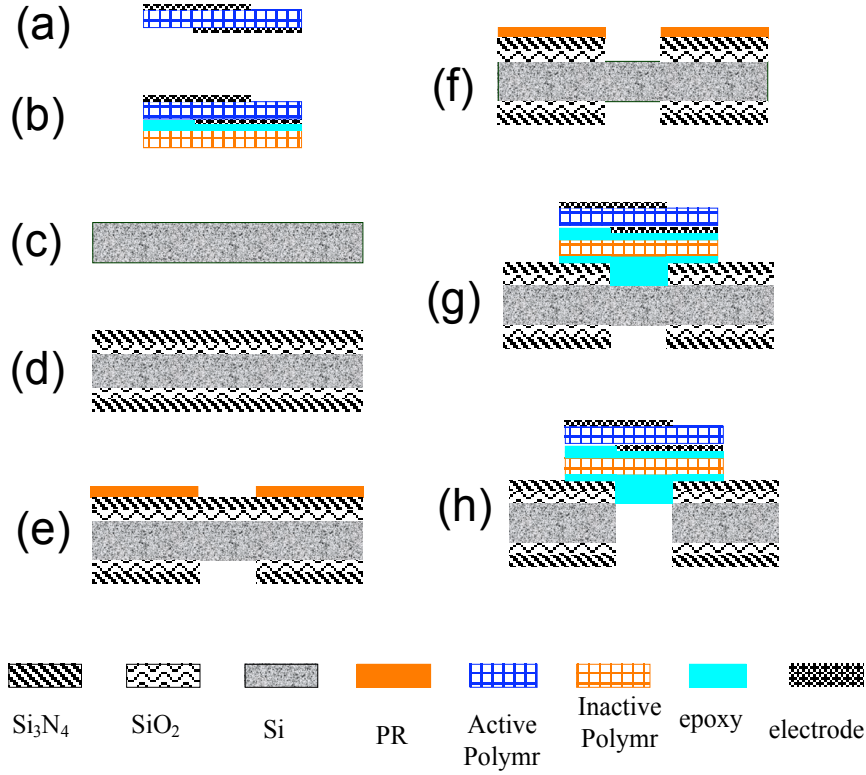 (a)
(b)
(c)
(d)
(e)
(f)
(g)
(h)
Si₃N₄
SiO₂
Si
PR
Active
Polymr
Inactive
Polymr
epoxy
electrode